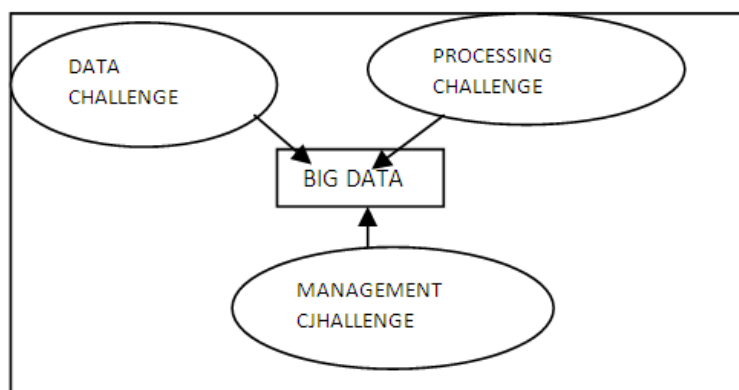 DATA
CHALLENGE
PROCESSING
CHALLENGE
BIG DATA
MANAGEMENT
CJHALLENGE